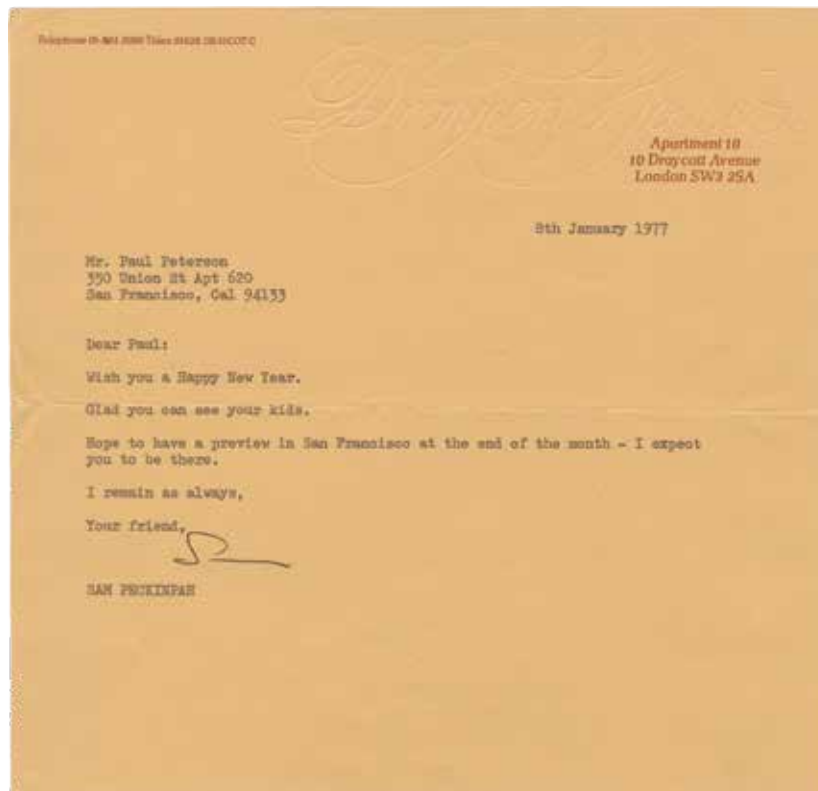 Telephone 01-
Apartment 10
10 Draycott Avenue
London SW3 2SA
8th January 1977
Mr. Paul Peterson
350 Union St Apt 620
San Francisco, Cal 94133
Dear Paul:
Wish you a Happy New Year.
Glad you can see your kids.
Hope to have a preview in San Francisco at the end of the month - I expect
you to be there.
I remain as always,
Your friend,
SAM PECKINPAH